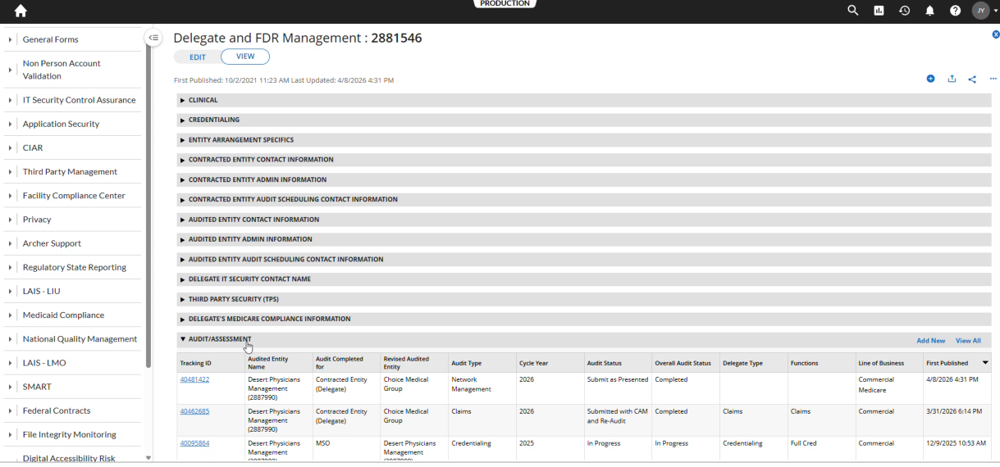 PRODUCTION
JY
General Forms
Non Person Account
Validation
IT Security Control Assurance
Application Security
CIAR
Third Party Management
Facility Compliance Center
Privacy
Archer Support
Regulatory State Reporting
LAIS - LIU
Medicaid Compliance
National Quality Management
LAIS - LMO
SMART
Federal Contracts
File Integrity Monitoring
Digital Accessibility Risk
Delegate and FDR Management : 2881546
EDIT VIEW
First Published: 10/2/2021 11:23 AM Last Updated: 4/8/2026 4:31 PM
CLINICAL
CREDENTIALING
ENTITY ARRANGEMENT SPECIFICS
CONTRACTED ENTITY CONTACT INFORMATION
CONTRACTED ENTITY ADMIN INFORMATION
CONTRACTED ENTITY AUDIT SCHEDULING CONTACT INFORMATION
AUDITED ENTITY CONTACT INFORMATION
AUDITED ENTITY ADMIN INFORMATION
AUDITED ENTITY AUDIT SCHEDULING CONTACT INFORMATION
DELEGATE IT SECURITY CONTACT NAME
THIRD PARTY SECURITY (TPS)
DELEGATE'S MEDICARE COMPLIANCE INFORMATION
AUDIT/ASSESSMENT Add New View All
Tracking ID Audited Entity Name Audit Completed for Revised Audited Entity Audit Type Cycle Year Audit Status Overall Audit Status Delegate Type Functions Line of Business First Published
40481422 Desert Physicians Management (2887990) Contracted Entity (Delegate) Choice Medical Group Network Management 2026 Submit as Presented Completed Commercial Medicare 4/8/2026 4:31 PM
40462685 Desert Physicians Management (2887990) Contracted Entity (Delegate) Choice Medical Group Claims 2026 Submitted with CAM and Re-Audit Completed Claims Claims Commercial 3/31/2026 6:14 PM
40095864 Desert Physicians Management MSO Desert Physicians Management Credentialing 2025 In Progress In Progress Credentialing Full Cred Commercial 12/9/2025 10:53 AM